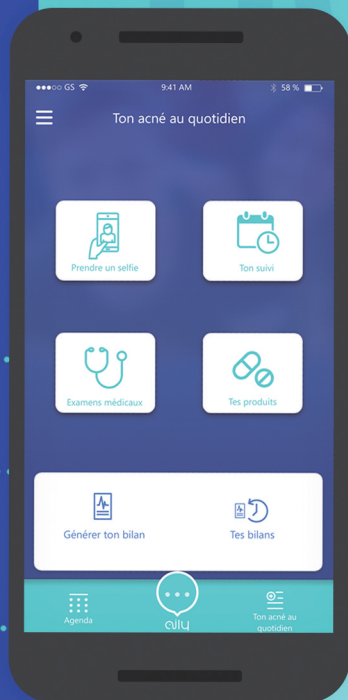 GS 9:41 AM 58 %
Ton acné au quotidien
Prendre un selfie
Ton suivi
Examens médicaux
Tes produits
Générer ton bilan
Tes bilans
Agenda
ally
Ton acné au
quotidien